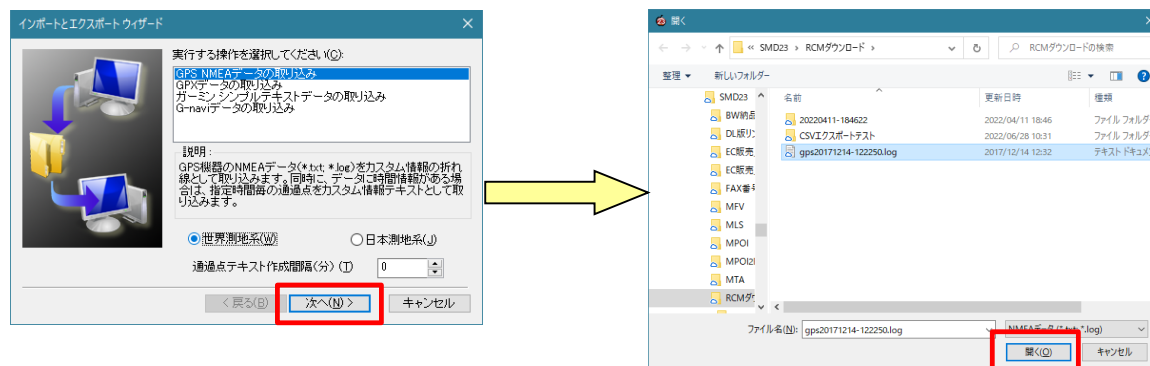 インポートとエクスポート ウィザード
実行する操作を選択してください(C):
GPS NMEAデータの取り込み
GPXデータの取り込み
ガーミン シンプルテキストデータの取り込み
G-naviデータの取り込み
説明:
GPS機器のNMEAデータ(*.txt; *.log)をカスタム情報の折れ
線として取り込みます。同時に、データに時間情報がある場
合は、指定時間毎の通過点をカスタム情報テキストとして取
り込みます。
世界測地系(W)
日本測地系(J)
通過点テキスト作成間隔(分) (T)
0
< 戻る(B)
次へ(N) >
キャンセル
開く
« SMD23 › RCMダウンロード ›
RCMダウンロードの検索
整理
新しいフォルダー
SMD23
BW納品
DL版リン
EC販売
EC販売
FAX番号
MFV
MLS
MPOI
MPOI2
MTA
RCMダウ
名前
更新日時
種類
20220411-184622
2022/04/11 18:46
ファイル フォルダ
CSVエクスポートテスト
2022/06/28 10:31
ファイル フォルダ
gps20171214-122250.log
2017/12/14 12:32
テキスト ドキュメ
ファイル名(N):
gps20171214-122250.log
NMEAデータ (*.txt; *.log)
開く(O)
キャンセル